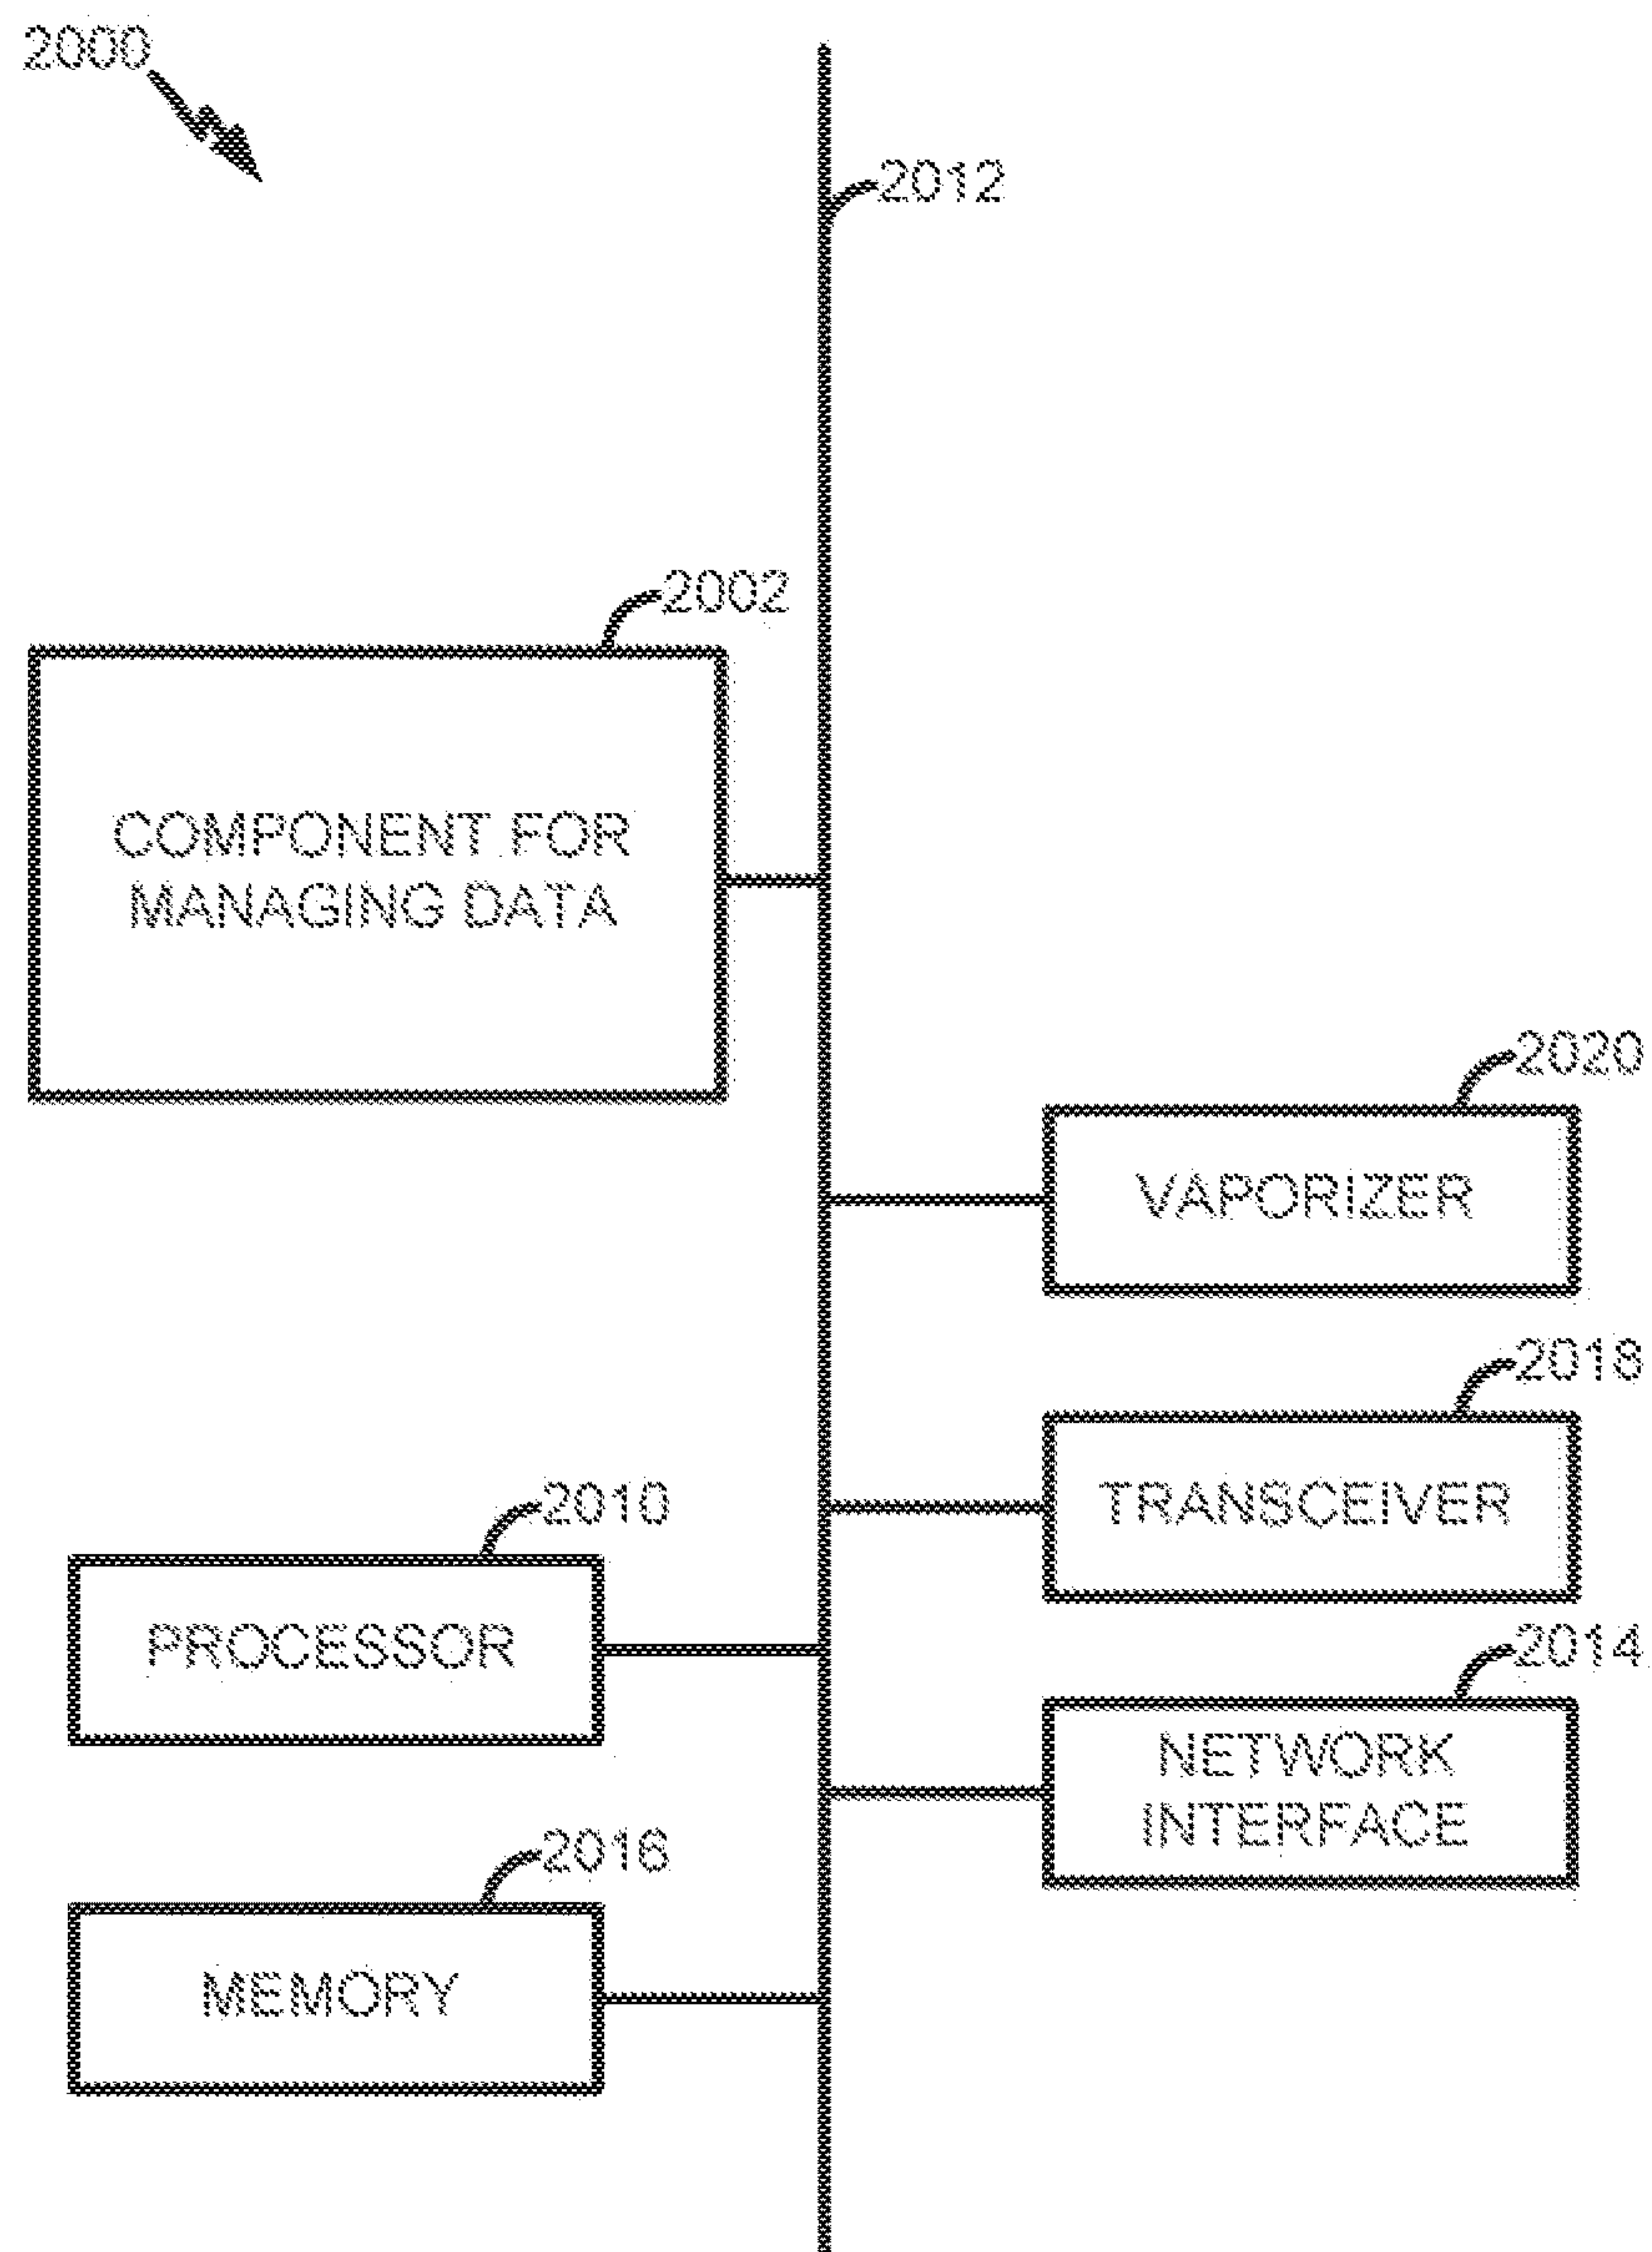 2000
2012
2002
COMPONENT FOR
MANAGING DATA
2020
VAPORIZER
2018
TRANSCEIVER
2010
PROCESSOR
2014
NETWORK
INTERFACE
2016
MEMORY